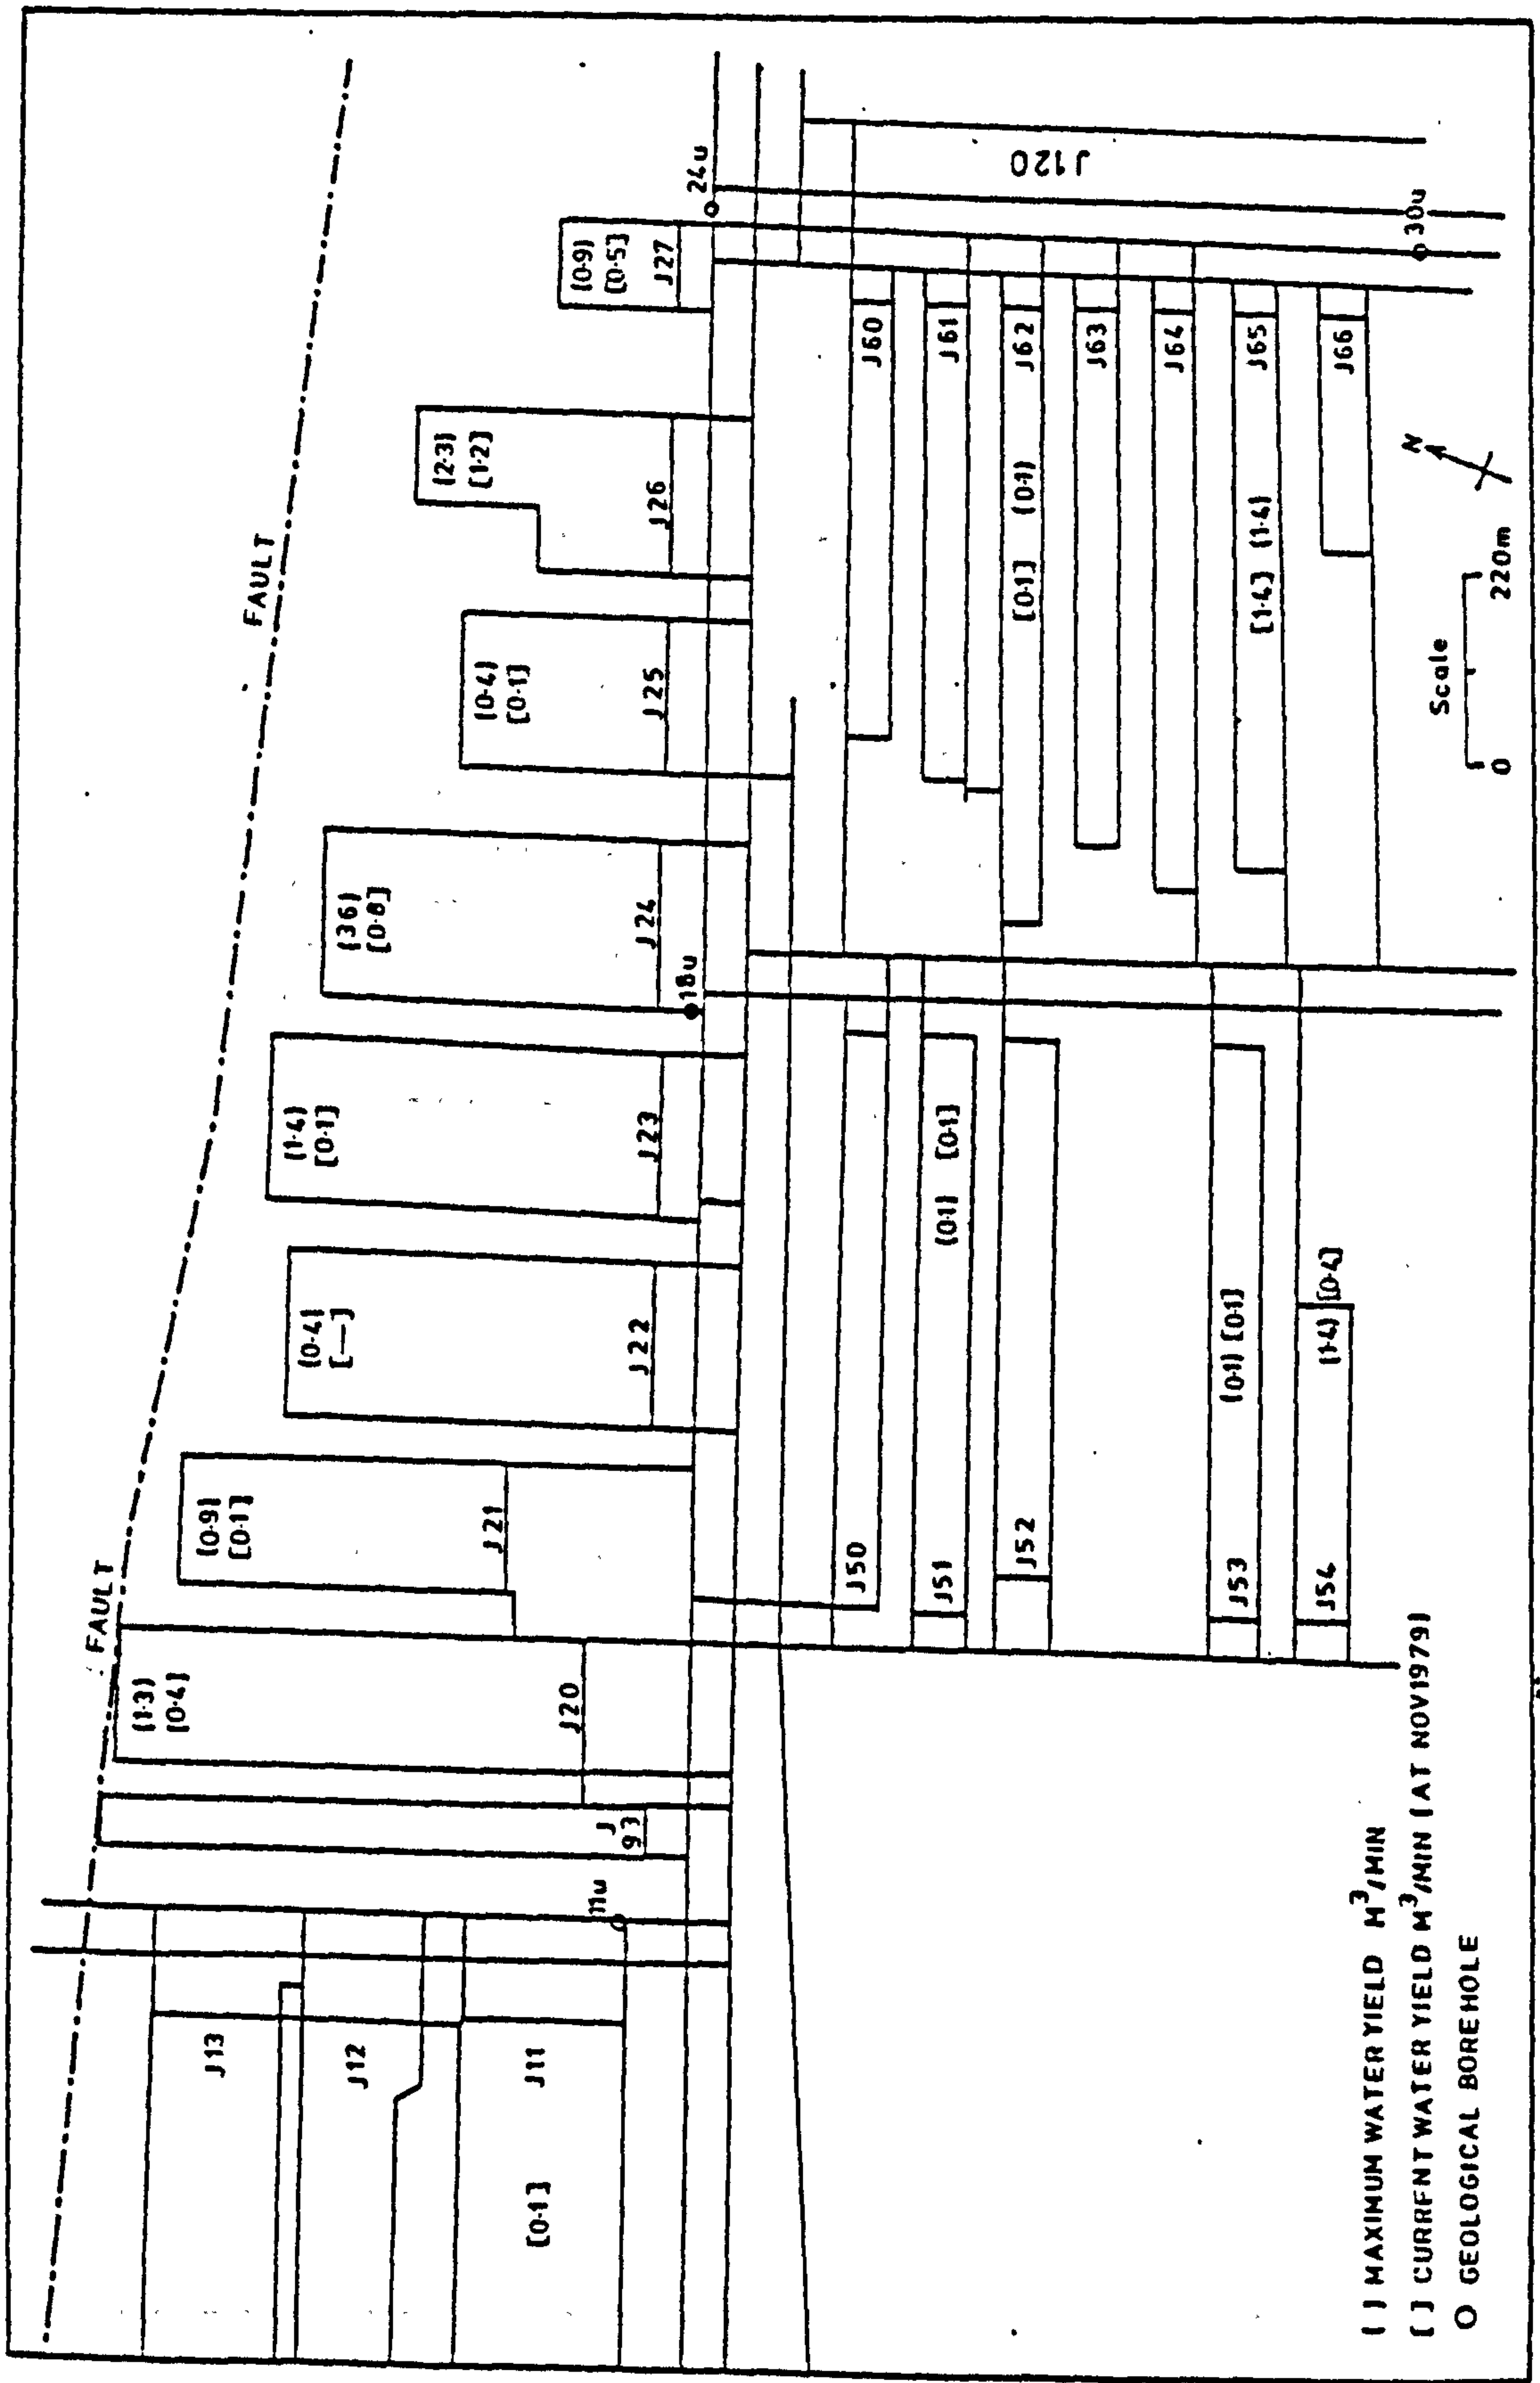 FAULT
FAULT
J13
J12
J11
[0·1]
11u
J
93
(1·3)
[0·4]
J20
(0·9)
[0·1]
J21
(0·4)
[—]
J22
(1·4)
[0·1]
J23
18u
(3·6)
[0·8]
J24
(0·4)
[0·1]
J25
(2·3)
[1·2]
J26
(0·9)
[0·5]
J27
24u
J120
J50
J60
J51
(0·1) [0·1]
J61
J52
[0·1] (0·1)
J62
J63
J64
J53
(0·1) [0·1]
[1·4] (1·4)
J65
J54
(1·4) [0·4]
J66
30u
N
Scale
0
220m
( ) MAXIMUM WATER YIELD M³/MIN
[ ] CURRENT WATER YIELD M³/MIN (AT NOV 1979)
O GEOLOGICAL BOREHOLE